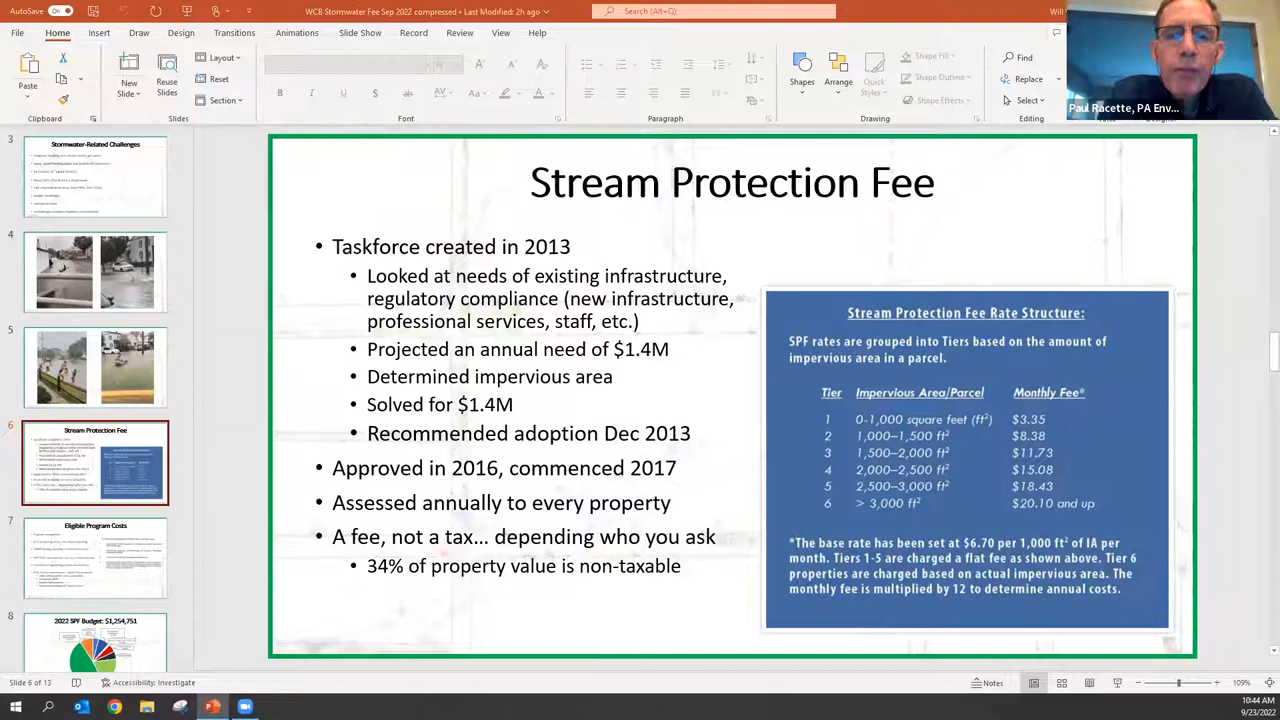 AutoSave On WCB Stormwater Fee Sep 2022 compressed • Last Modified: 2h ago Search (Alt+Q) Will
File Home Insert Draw Design Transitions Animations Slide Show Record Review View Help
Paste
Clipboard
New Slide
Reuse Slides
Layout
Reset
Section
Slides
Font
Paragraph
Shapes
Arrange
Quick Styles
Shape Fill
Shape Outline
Shape Effects
Drawing
Find
Replace
Select
Editing
Paul Racette, PA Env...
3
Stormwater-Related Challenges
4
5
6
Stream Protection Fee
7
Eligible Program Costs
8
2022 SPF Budget: $1,254,751
Stream Protection Fee
• Taskforce created in 2013
• Looked at needs of existing infrastructure,
regulatory compliance (new infrastructure,
professional services, staff, etc.)
• Projected an annual need of $1.4M
• Determined impervious area
• Solved for $1.4M
• Recommended adoption Dec 2013
• Approved in 2016, commenced 2017
• Assessed annually to every property
• A fee, not a tax... depending who you ask
• 34% of property value is non-taxable
Stream Protection Fee Rate Structure:
SPF rates are grouped into Tiers based on the amount of
impervious area in a parcel.
Tier Impervious Area/Parcel Monthly Fee*
1 0-1,000 square feet (ft²) $3.35
2 1,000–1,500 ft² $8.38
3 1,500–2,000 ft² $11.73
4 2,000–2,500 ft² $15.08
5 2,500–3,000 ft² $18.43
6 > 3,000 ft² $20.10 and up
*The base rate has been set at $6.70 per 1,000 ft² of IA per
month. Tiers 1-5 are charged a flat fee as shown above. Tier 6
properties are charged based on actual impervious area. The
monthly fee is multiplied by 12 to determine annual costs.
Slide 6 of 13 Accessibility: Investigate Notes 109%
10:44 AM
9/23/2022